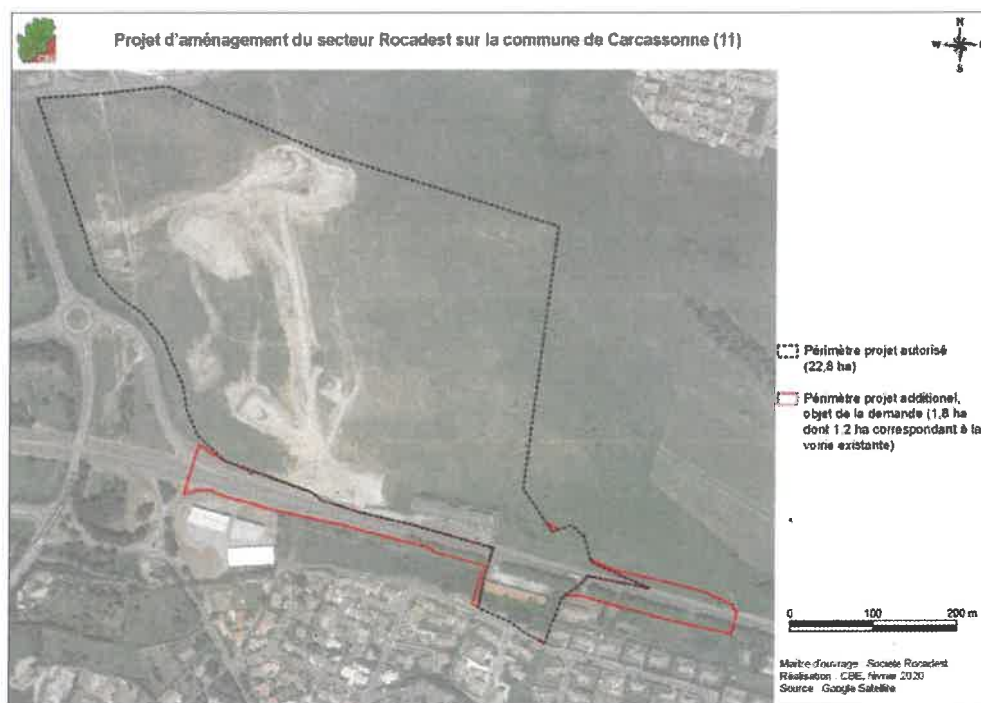 Projet d'aménagement du secteur Rocadest sur la commune de Carcassonne (11)
N
W
S
Périmètre projet autorisé
(22,8 ha)
Périmètre projet additionel,
objet de la demande (1,8 ha
dont 1,2 ha correspondant à la
voirie existante)
0 100 200 m
Maître d'ouvrage : Société Rocadest
Réalisation : CBE, février 2020
Source : Google Satellite